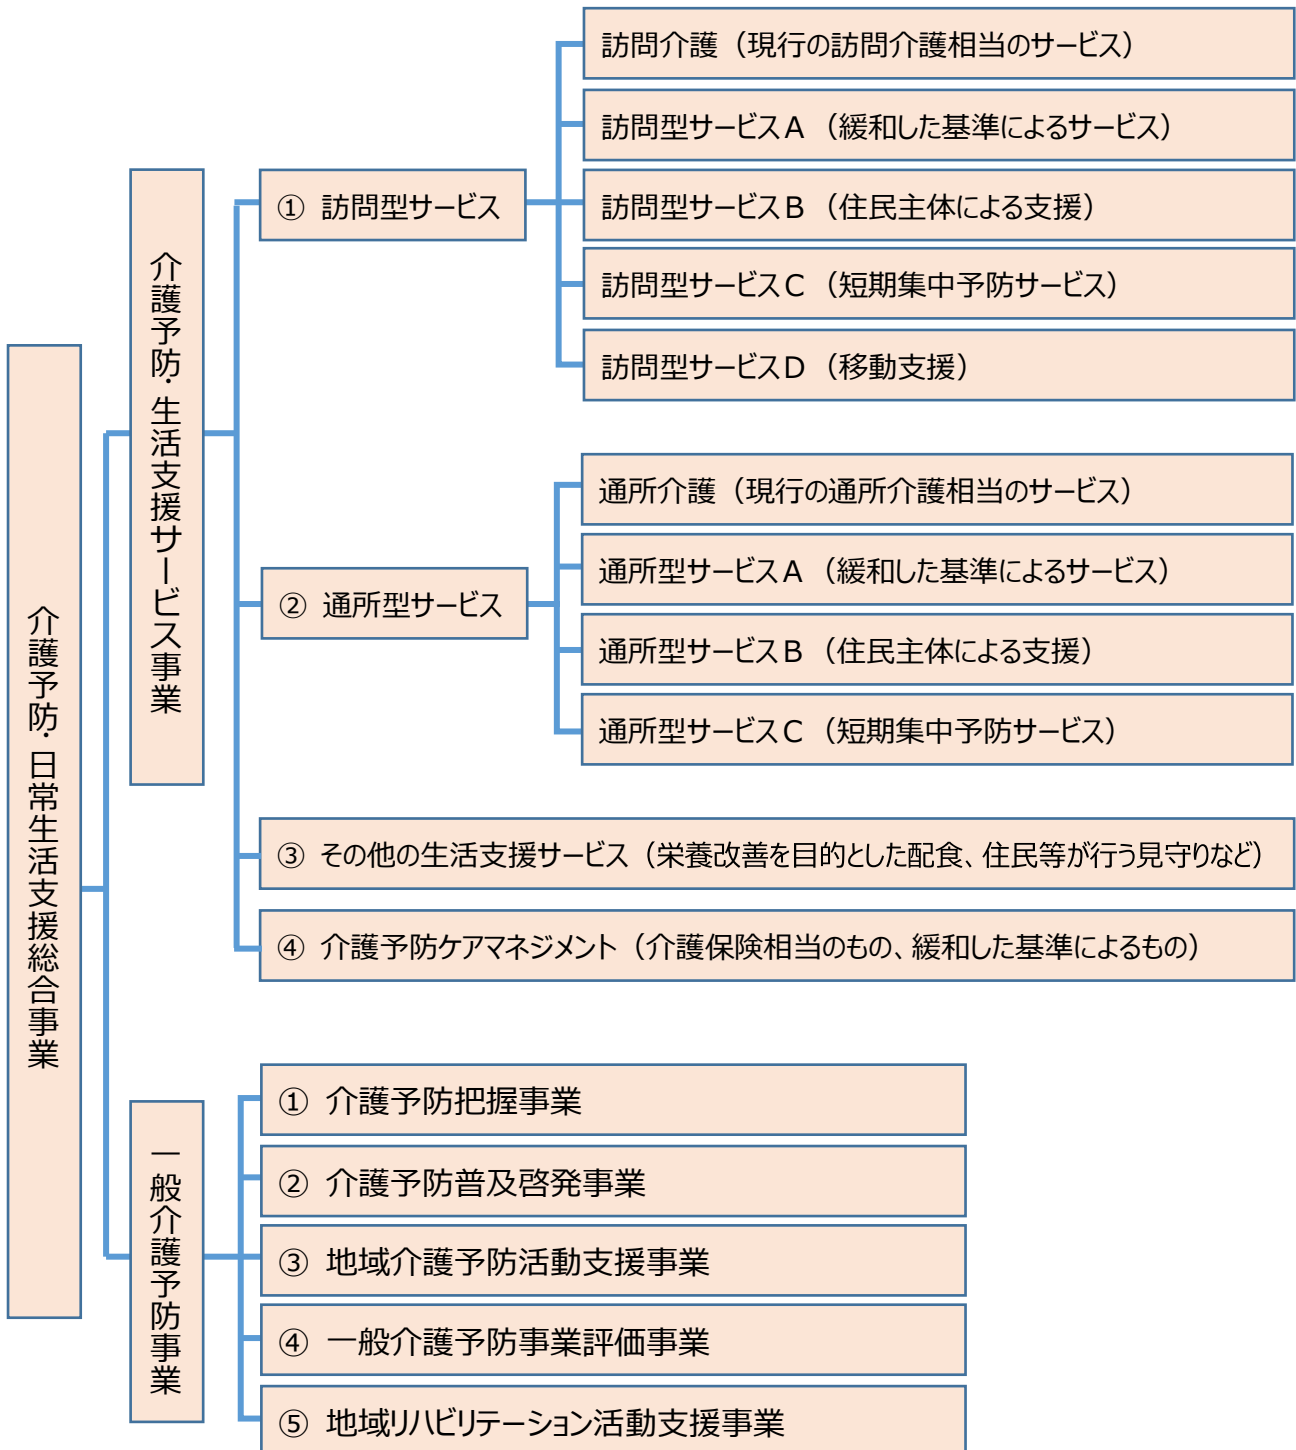 介護予防・日常生活支援総合事業
介護予防・生活支援サービス事業
① 訪問型サービス
訪問介護（現行の訪問介護相当のサービス）
訪問型サービスA（緩和した基準によるサービス）
訪問型サービスB（住民主体による支援）
訪問型サービスC（短期集中予防サービス）
訪問型サービスD（移動支援）
② 通所型サービス
通所介護（現行の通所介護相当のサービス）
通所型サービスA（緩和した基準によるサービス）
通所型サービスB（住民主体による支援）
通所型サービスC（短期集中予防サービス）
③ その他の生活支援サービス（栄養改善を目的とした配食、住民等が行う見守りなど）
④ 介護予防ケアマネジメント（介護保険相当のもの、緩和した基準によるもの）
一般介護予防事業
① 介護予防把握事業
② 介護予防普及啓発事業
③ 地域介護予防活動支援事業
④ 一般介護予防事業評価事業
⑤ 地域リハビリテーション活動支援事業